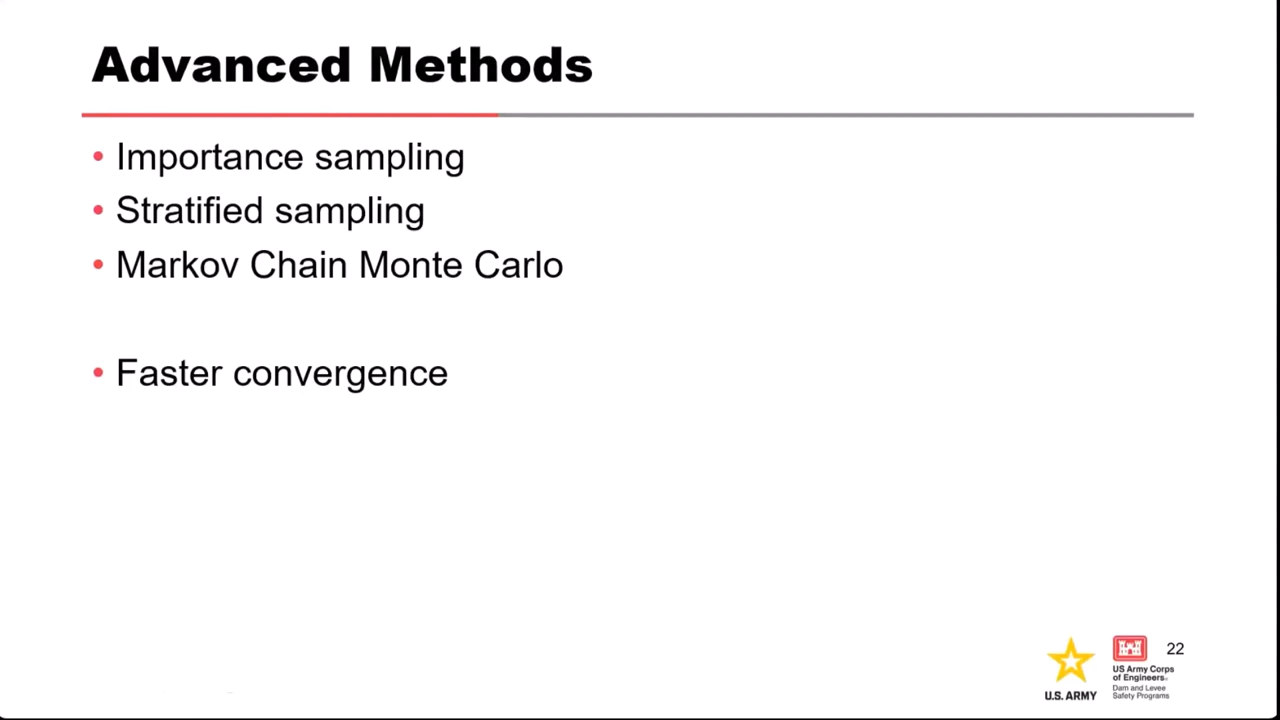 Advanced Methods
• Importance sampling
• Stratified sampling
• Markov Chain Monte Carlo
• Faster convergence
22
U.S. ARMY
US Army Corps
of Engineers®
Dam and Levee
Safety Programs